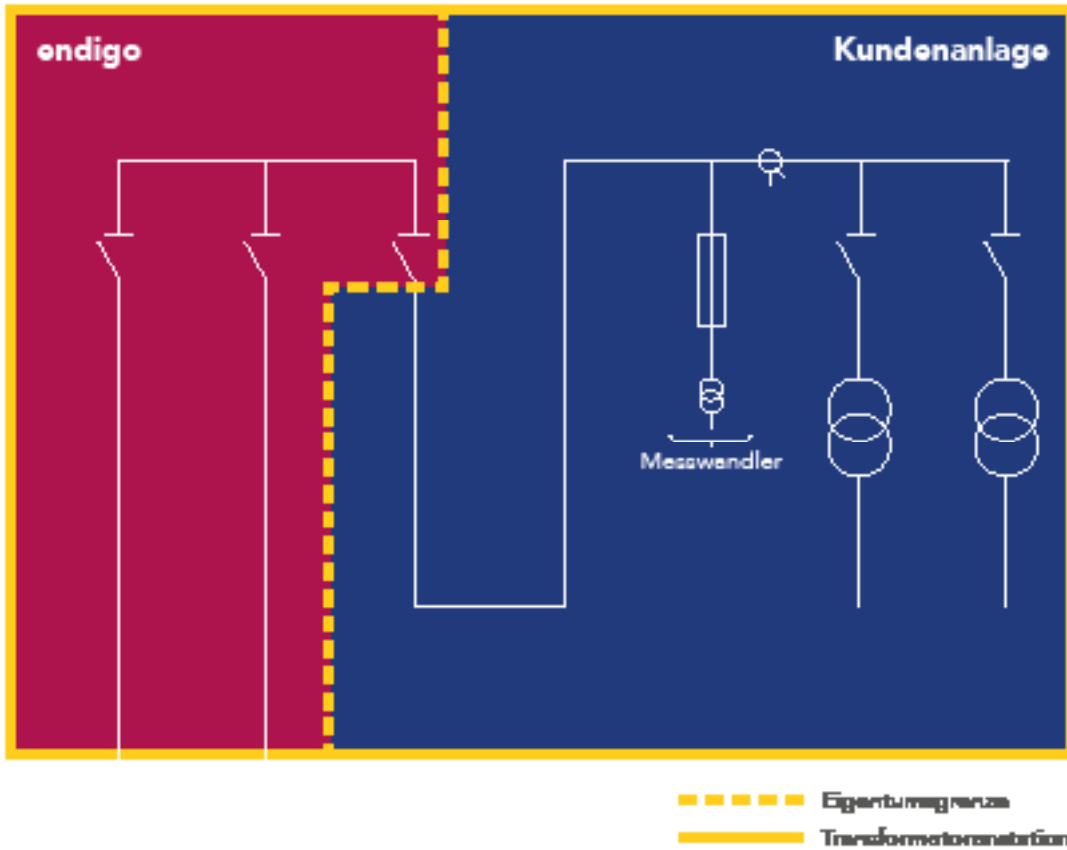 endigo
Kundenanlage
Messwandler
Eigentumsgrenze
Transformatorenstation